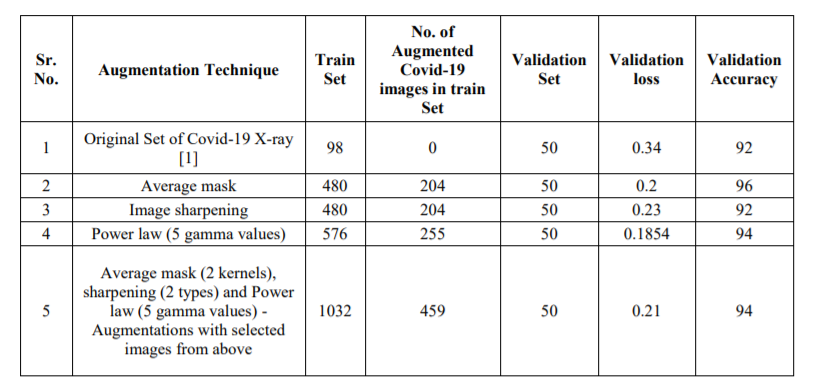 Sr. No. Augmentation Technique Train Set No. of Augmented Covid-19 images in train Set Validation Set Validation loss Validation Accuracy
1 Original Set of Covid-19 X-ray [1] 98 0 50 0.34 92
2 Average mask 480 204 50 0.2 96
3 Image sharpening 480 204 50 0.23 92
4 Power law (5 gamma values) 576 255 50 0.1854 94
5 Average mask (2 kernels), sharpening (2 types) and Power law (5 gamma values) - Augmentations with selected images from above 1032 459 50 0.21 94